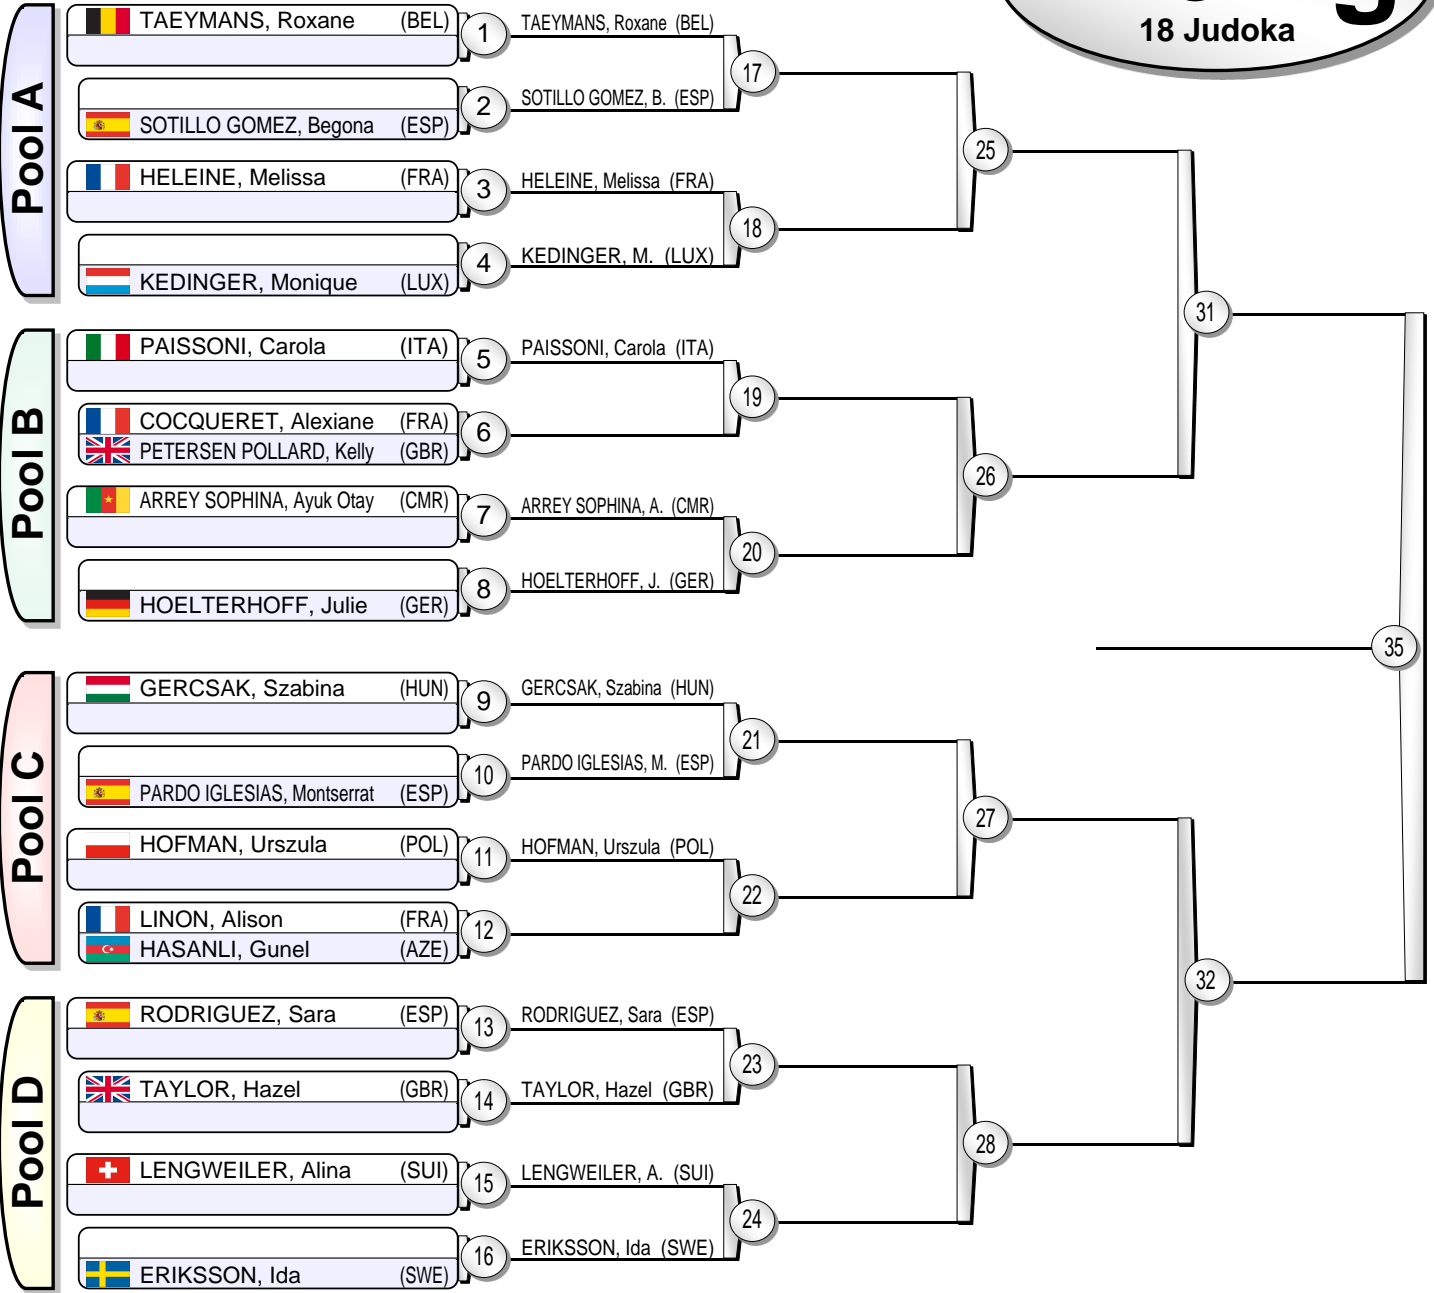 18 Judoka
Pool A
TAEYMANS, Roxane (BEL)
SOTILLO GOMEZ, Begona (ESP)
HELEINE, Melissa (FRA)
KEDINGER, Monique (LUX)
1
2
3
4
TAEYMANS, Roxane (BEL)
SOTILLO GOMEZ, B. (ESP)
HELEINE, Melissa (FRA)
KEDINGER, M. (LUX)
17
18
25
Pool B
PAISSONI, Carola (ITA)
COCQUERET, Alexiane (FRA)
PETERSEN POLLARD, Kelly (GBR)
ARREY SOPHINA, Ayuk Otay (CMR)
HOELTERHOFF, Julie (GER)
5
6
7
8
PAISSONI, Carola (ITA)
ARREY SOPHINA, A. (CMR)
HOELTERHOFF, J. (GER)
19
20
26
31
Pool C
GERCSAK, Szabina (HUN)
PARDO IGLESIAS, Montserrat (ESP)
HOFMAN, Urszula (POL)
LINON, Alison (FRA)
HASANLI, Gunel (AZE)
9
10
11
12
GERCSAK, Szabina (HUN)
PARDO IGLESIAS, M. (ESP)
HOFMAN, Urszula (POL)
21
22
27
Pool D
RODRIGUEZ, Sara (ESP)
TAYLOR, Hazel (GBR)
LENGWEILER, Alina (SUI)
ERIKSSON, Ida (SWE)
13
14
15
16
RODRIGUEZ, Sara (ESP)
TAYLOR, Hazel (GBR)
LENGWEILER, A. (SUI)
ERIKSSON, Ida (SWE)
23
24
28
32
35